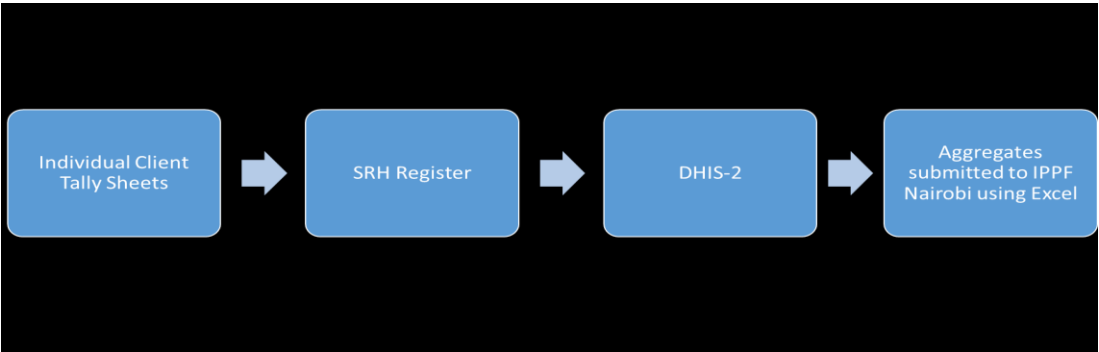 Individual Client
Tally Sheets
SRH Register
DHIS-2
Aggregates
submitted to IPPF
Nairobi using Excel